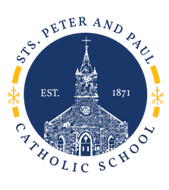 STS. PETER AND PAUL
EST. 1871
CATHOLIC SCHOOL